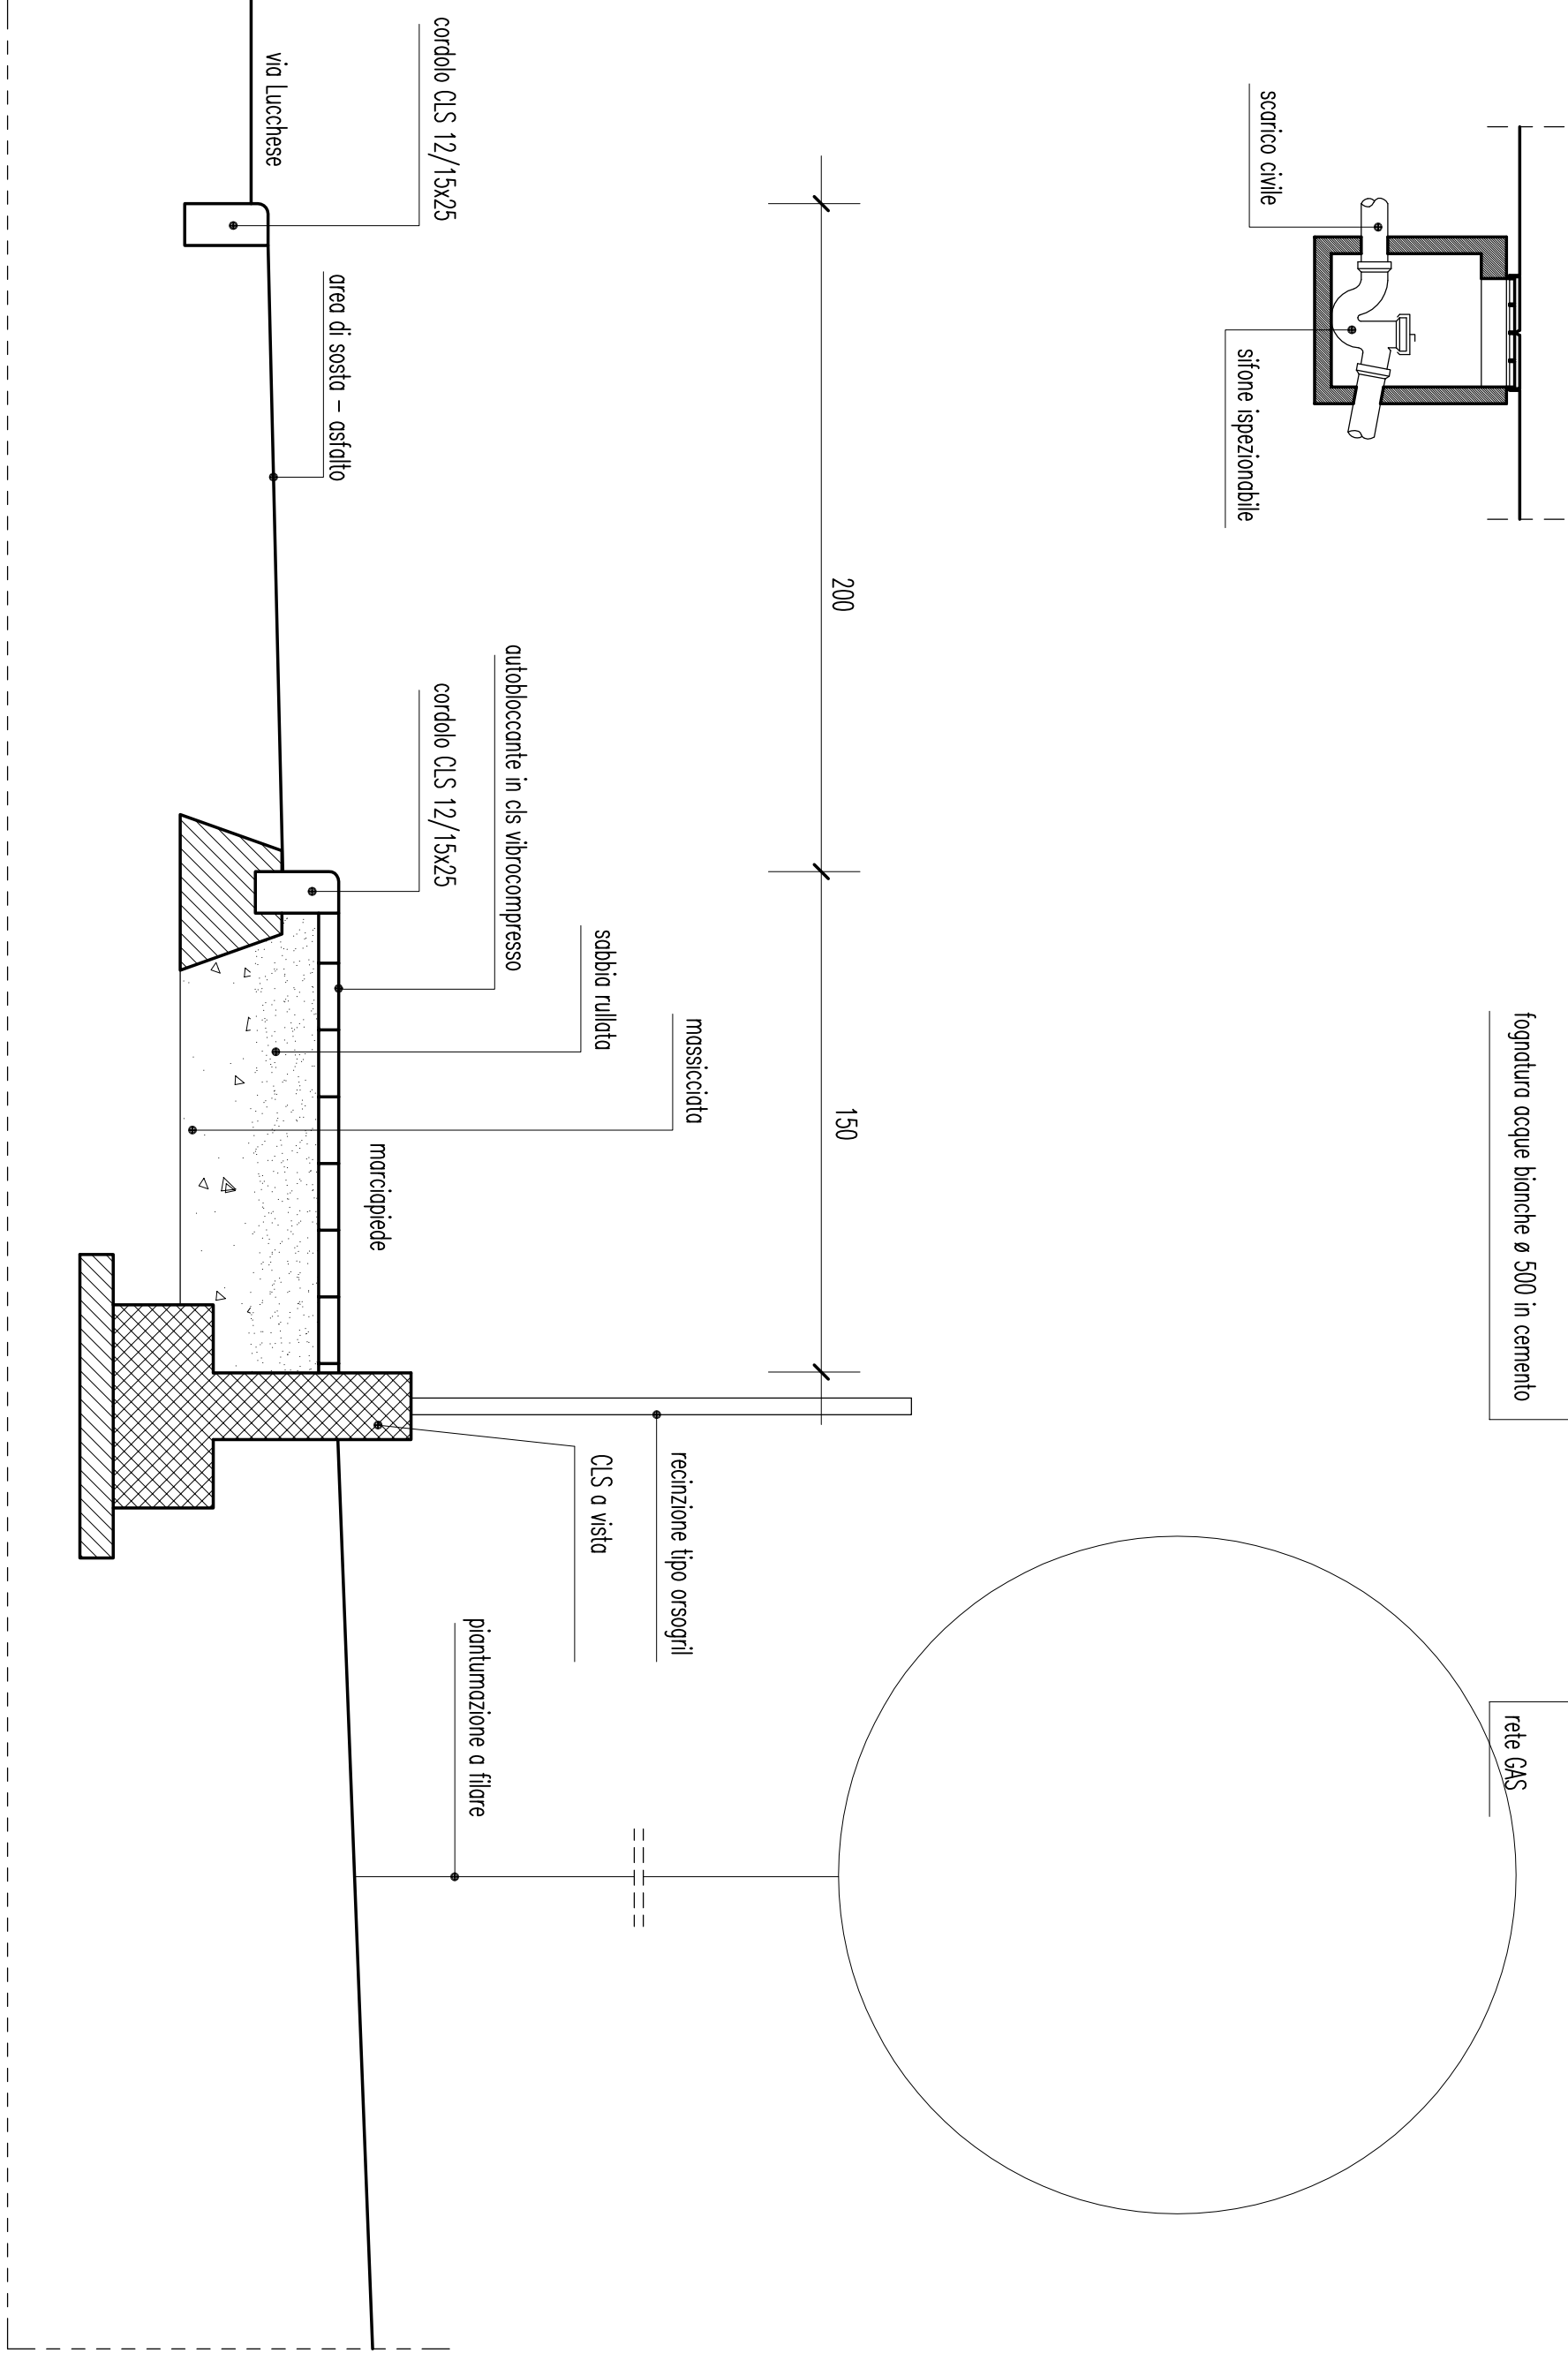 fognatura acque bianche ø 500 in cemento
rete GAS
scarico civile
sifone ispezionabile
200
150
massicciata
recinzione tipo orsogril
sabbia rullata
CLS a vista
autobloccante in cls vibrocompresso
piantumazione a filare
cordolo CLS 12/15x25
cordolo CLS 12/15x25
marciapiede
area di sosta – asfalto
via Lucchese